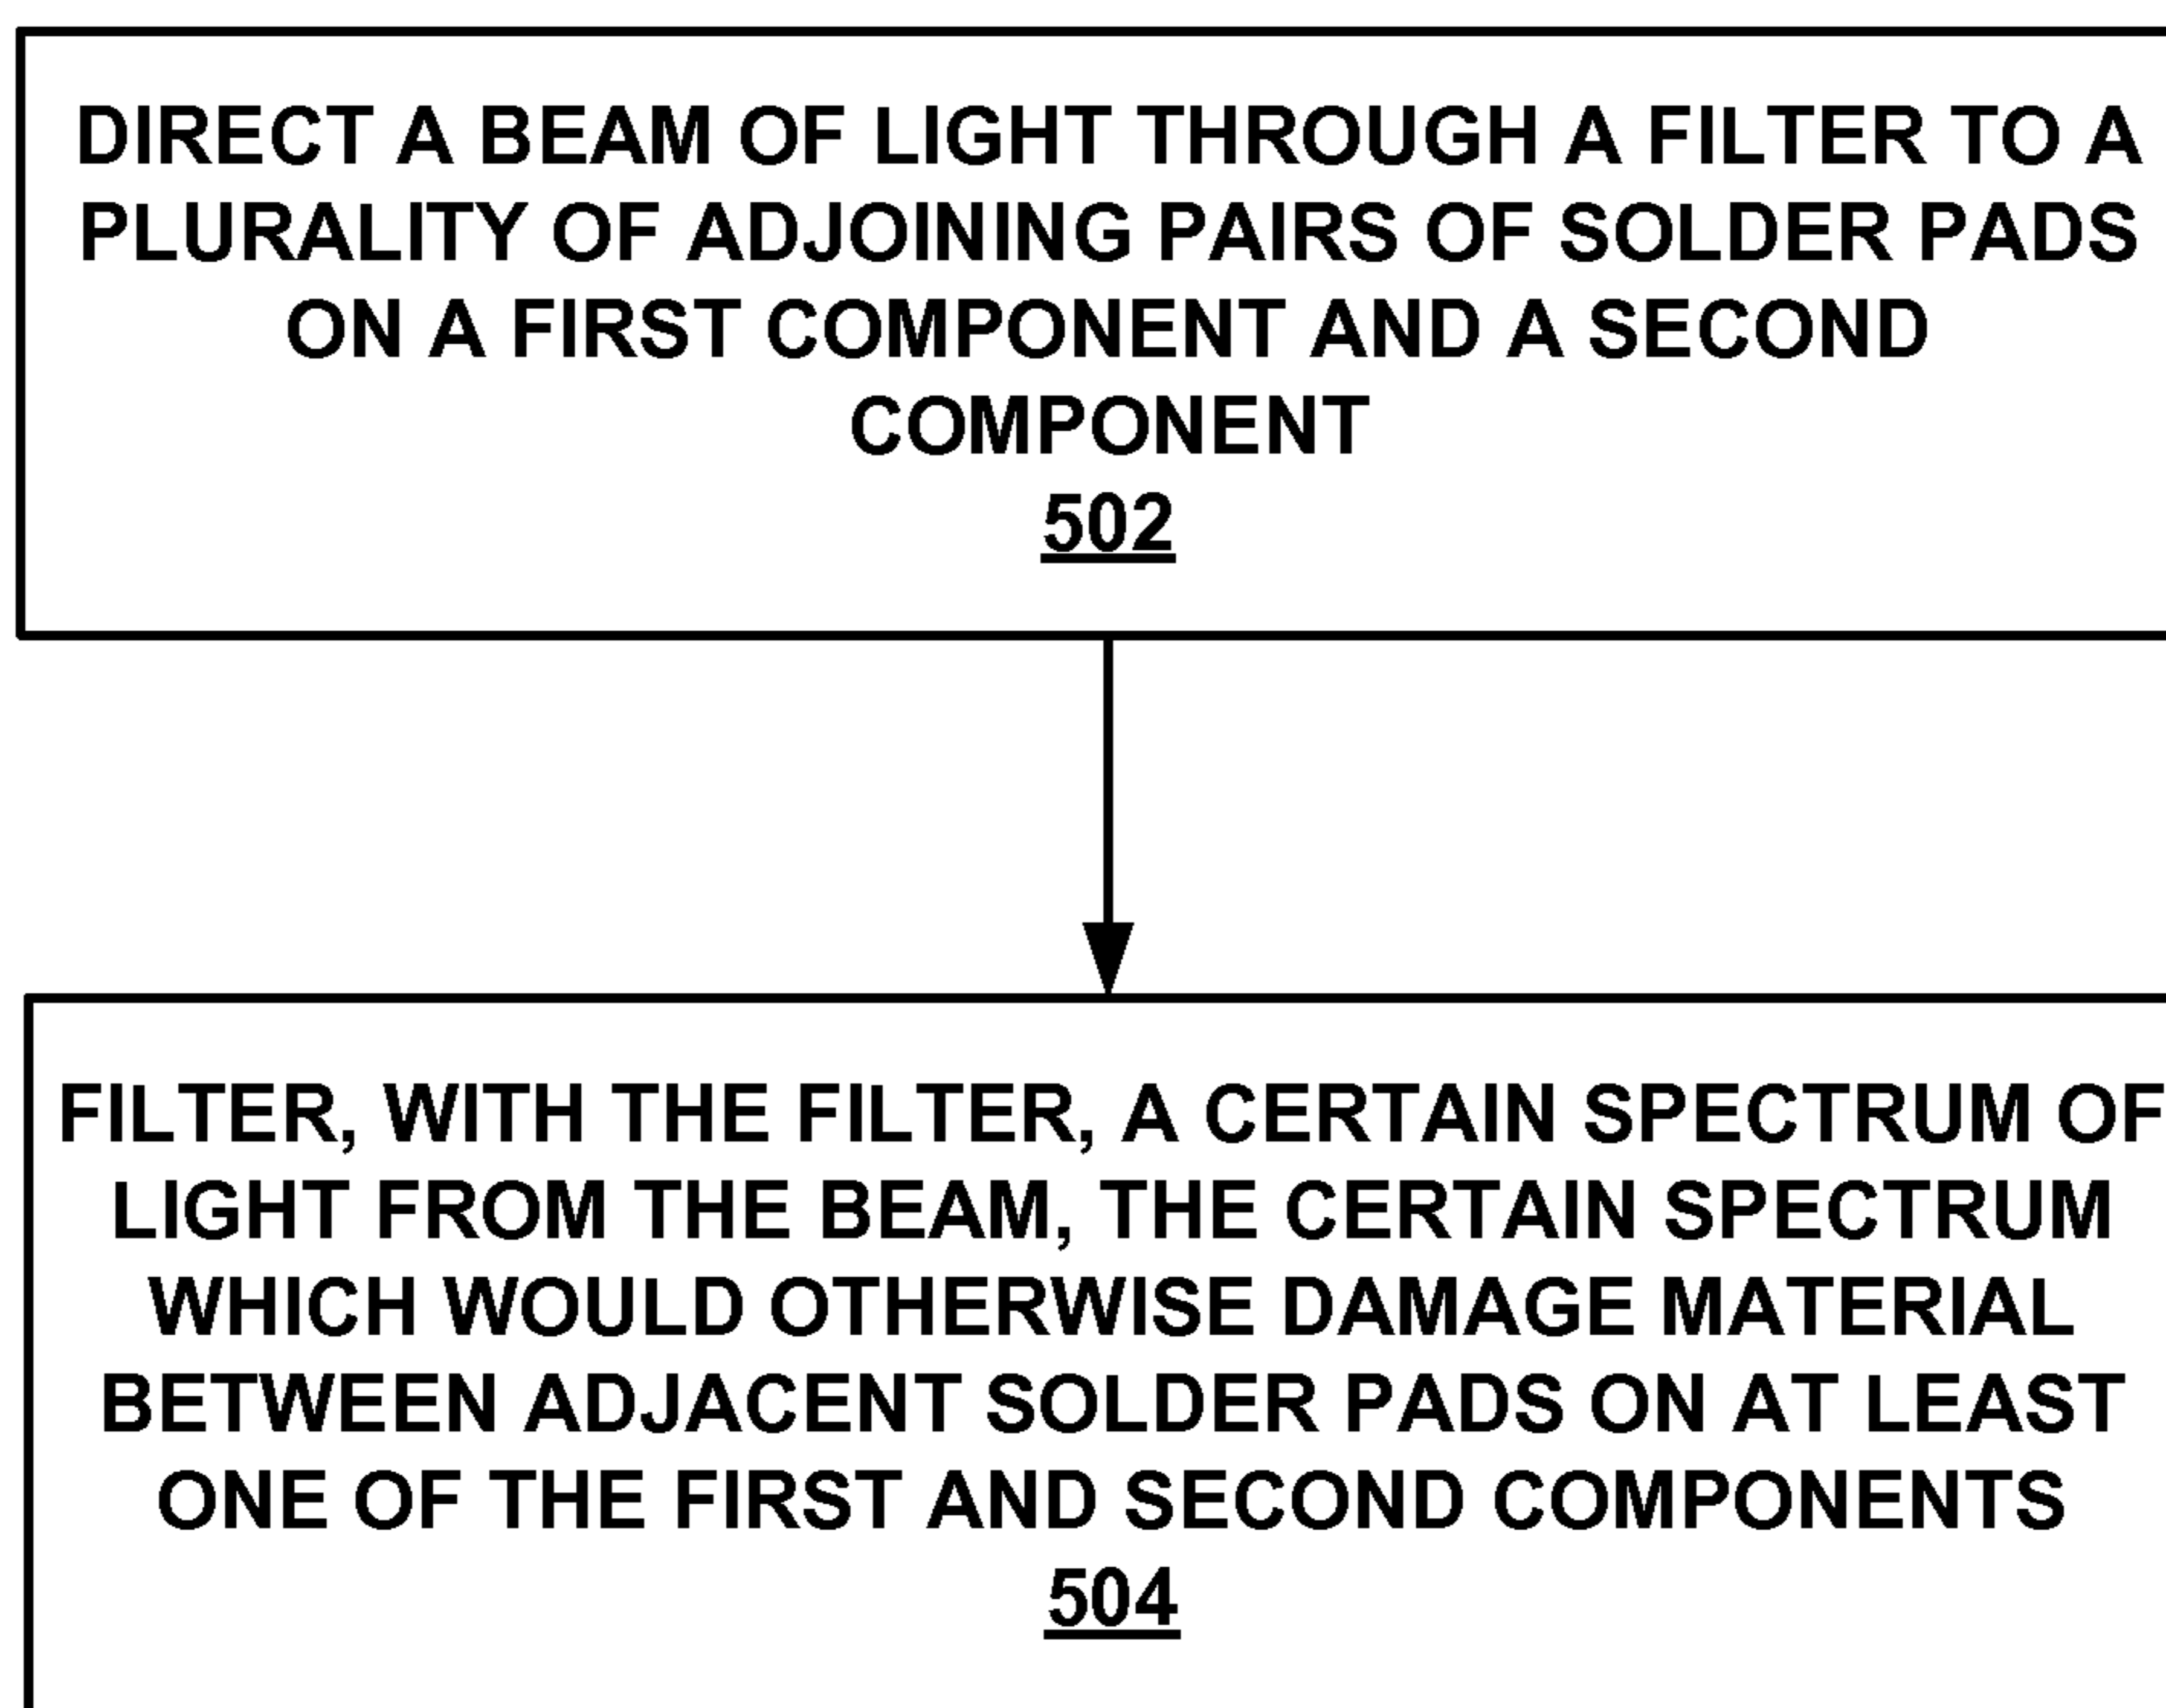 DIRECT A BEAM OF LIGHT THROUGH A FILTER TO A
PLURALITY OF ADJOINING PAIRS OF SOLDER PADS
ON A FIRST COMPONENT AND A SECOND
COMPONENT
502
FILTER, WITH THE FILTER, A CERTAIN SPECTRUM OF
LIGHT FROM THE BEAM, THE CERTAIN SPECTRUM
WHICH WOULD OTHERWISE DAMAGE MATERIAL
BETWEEN ADJACENT SOLDER PADS ON AT LEAST
ONE OF THE FIRST AND SECOND COMPONENTS
504